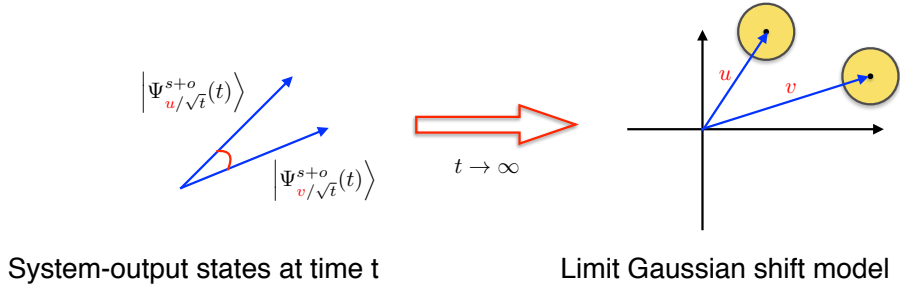 |Ψ^{s+o}_{u/√t}(t)⟩
|Ψ^{s+o}_{v/√t}(t)⟩
t → ∞
u
v
System-output states at time t
Limit Gaussian shift model